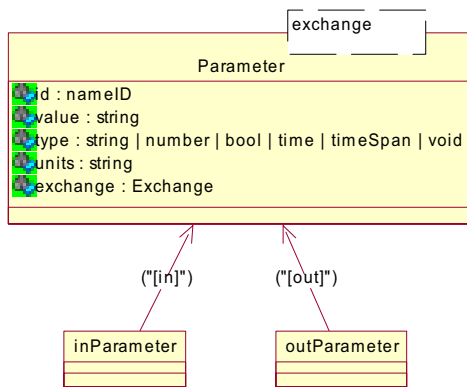 exchange
Parameter
id : nameID
value : string
type : string | number | bool | time | timeSpan | void
units : string
exchange : Exchange
("[in]")
("[out]")
inParameter
outParameter